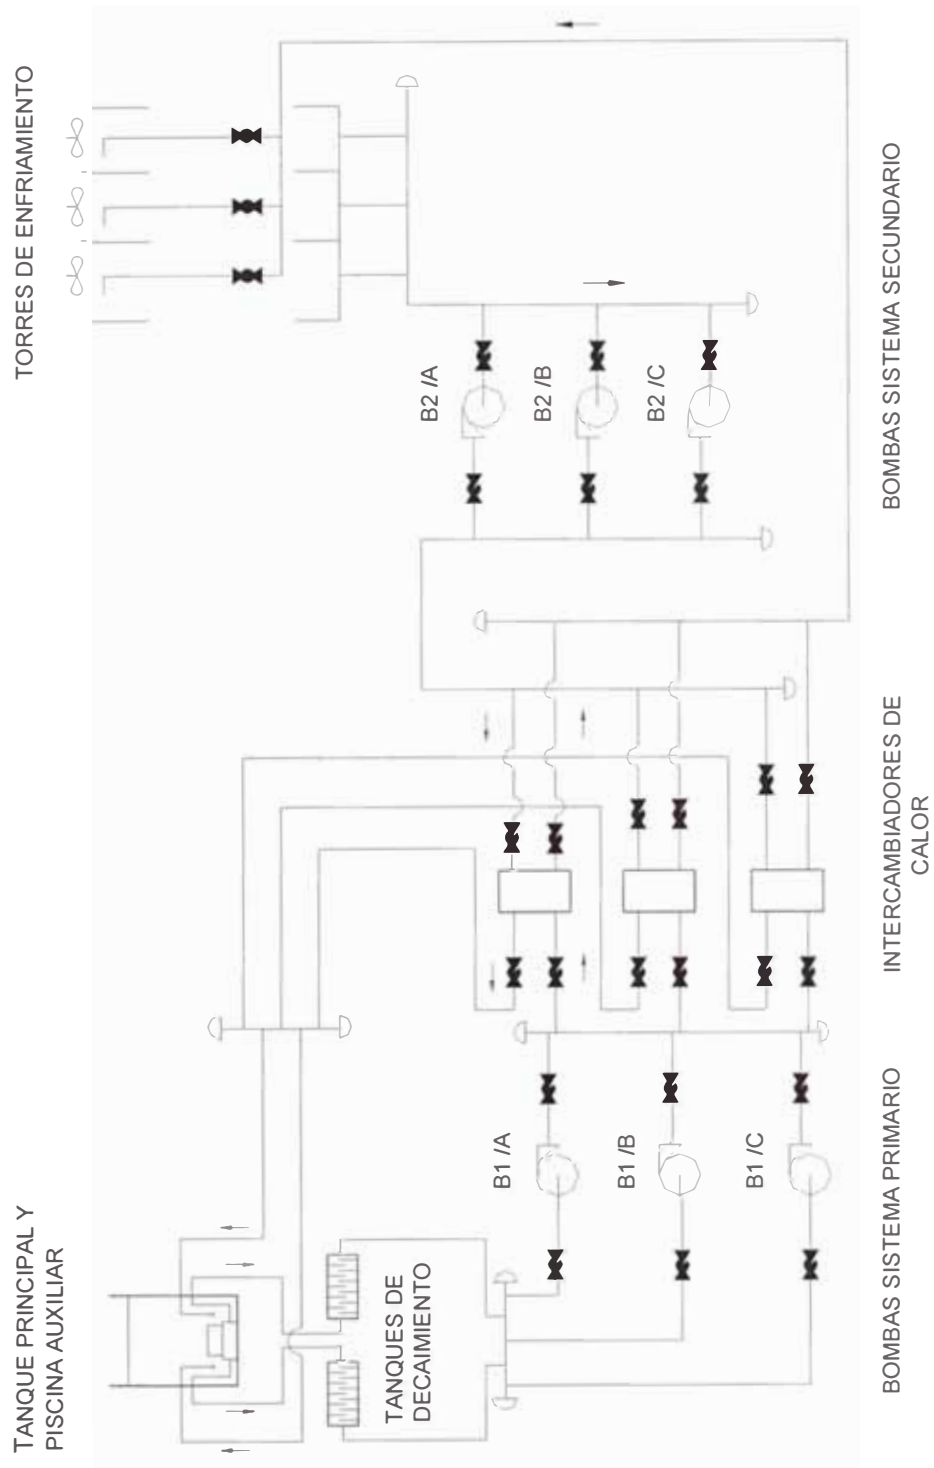 TANQUE PRINCIPAL Y
PISCINA AUXILIAR
TORRES DE ENFRIAMIENTO
TANQUES DE
DECAIMIENTO
B1 /A
B1 /B
B1 /C
B2 /A
B2 /B
B2 /C
BOMBAS SISTEMA PRIMARIO
INTERCAMBIADORES DE
CALOR
BOMBAS SISTEMA SECUNDARIO